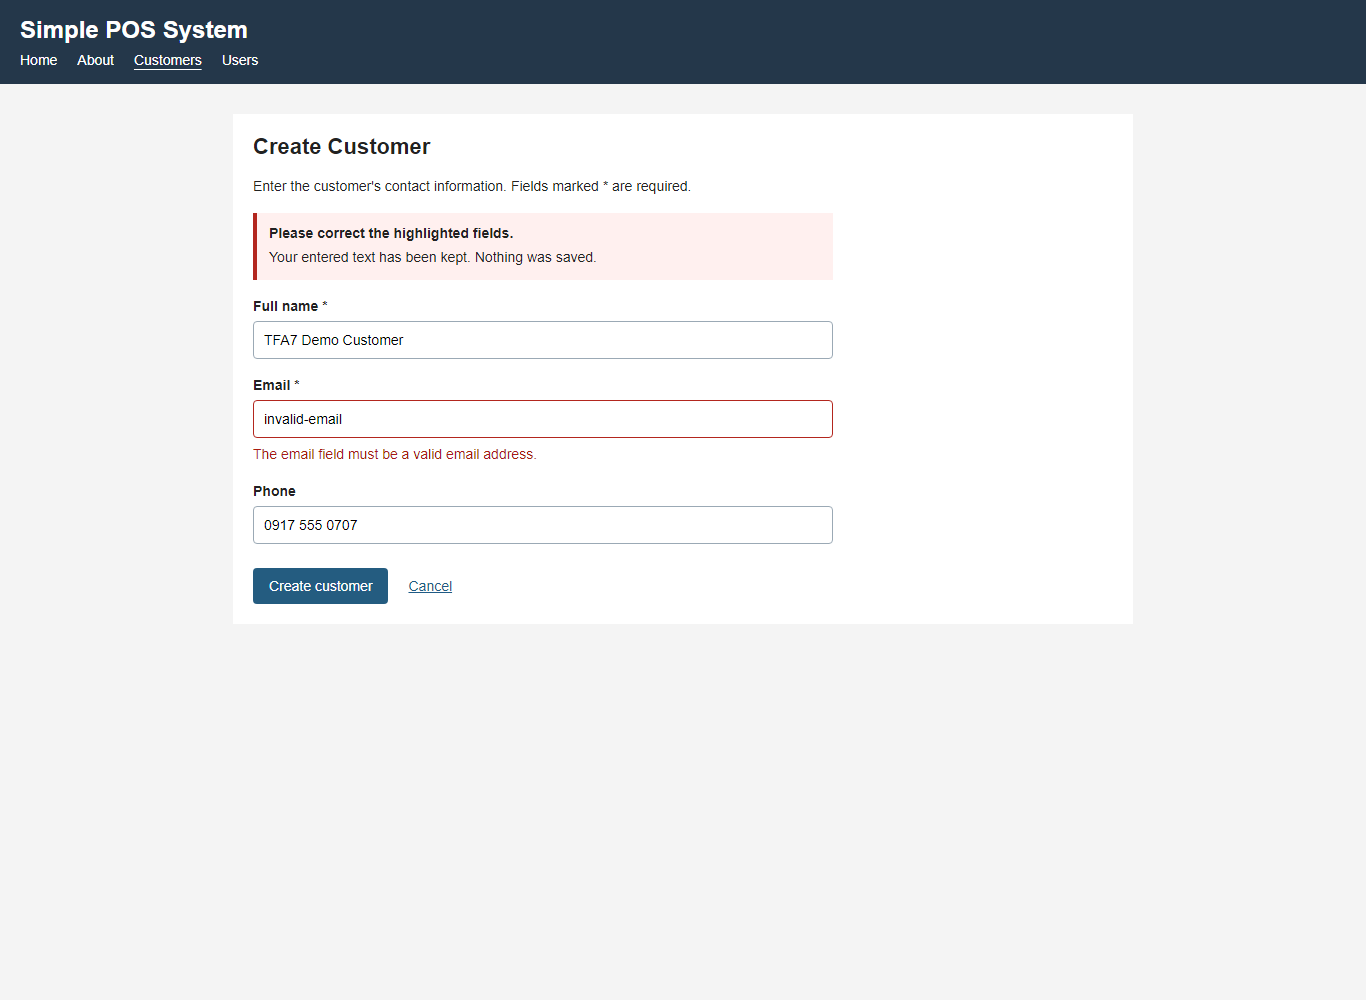 Simple POS System
Home About Customers Users
Create Customer
Enter the customer's contact information. Fields marked * are required.
Please correct the highlighted fields.
Your entered text has been kept. Nothing was saved.
Full name *
TFA7 Demo Customer
Email *
invalid-email
The email field must be a valid email address.
Phone
0917 555 0707
Create customer Cancel